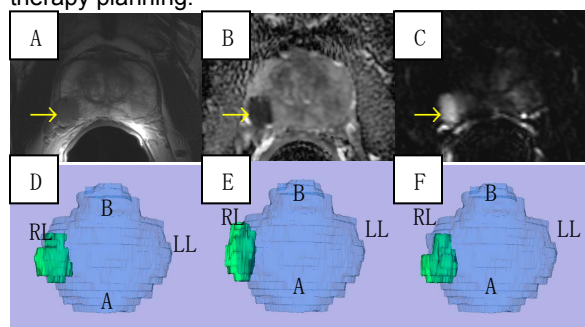 therapy planning.
A B C
D E F
B B B
RL LL RL LL RL LL
A A A